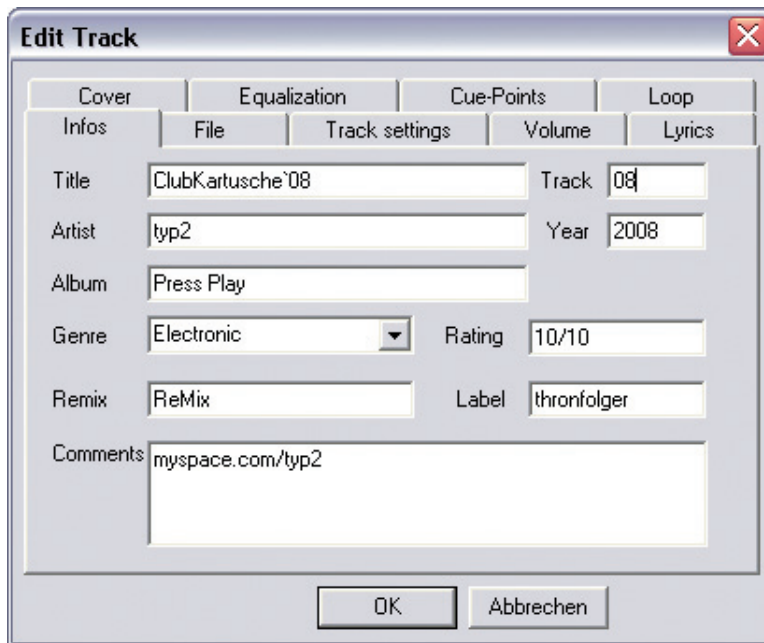 Edit Track
Cover Equalization Cue-Points Loop
Infos File Track settings Volume Lyrics
Title ClubKartusche`08 Track 08
Artist typ2 Year 2008
Album Press Play
Genre Electronic Rating 10/10
Remix ReMix Label thronfolger
Comments myspace.com/typ2
OK Abbrechen